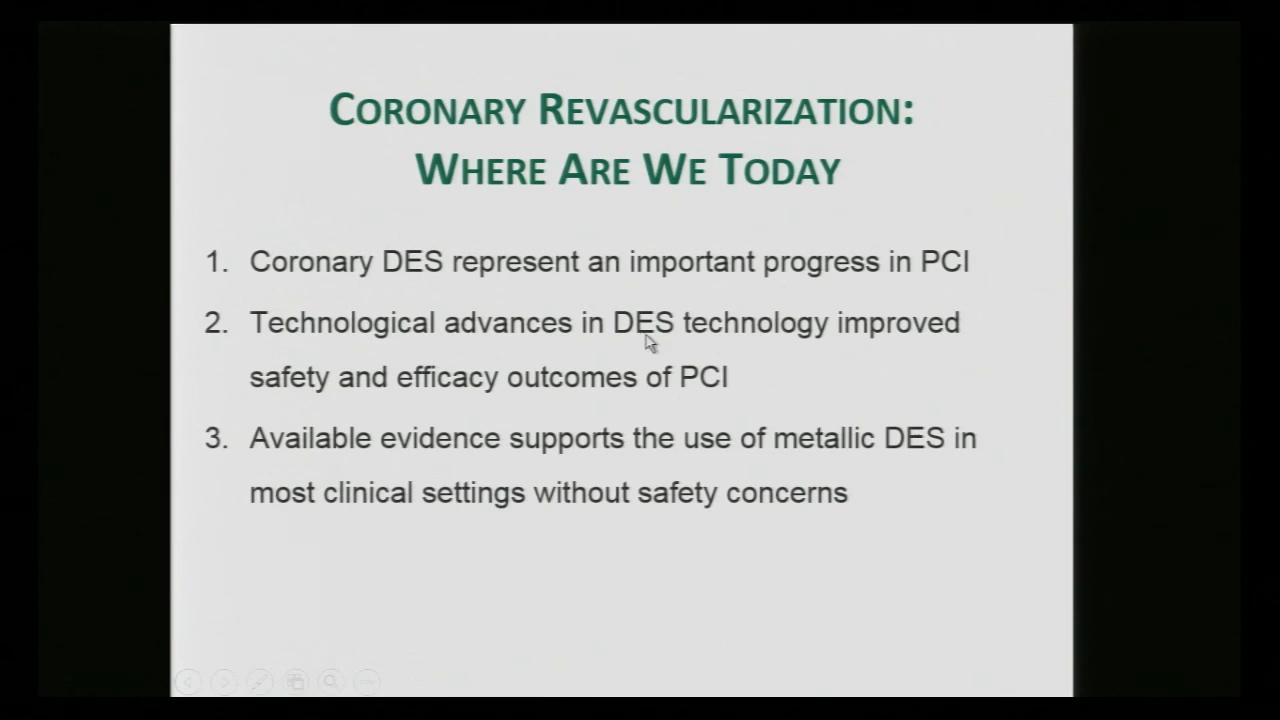 CORONARY REVASCULARIZATION:
WHERE ARE WE TODAY
1. Coronary DES represent an important progress in PCI
2. Technological advances in DES technology improved
safety and efficacy outcomes of PCI
3. Available evidence supports the use of metallic DES in
most clinical settings without safety concerns